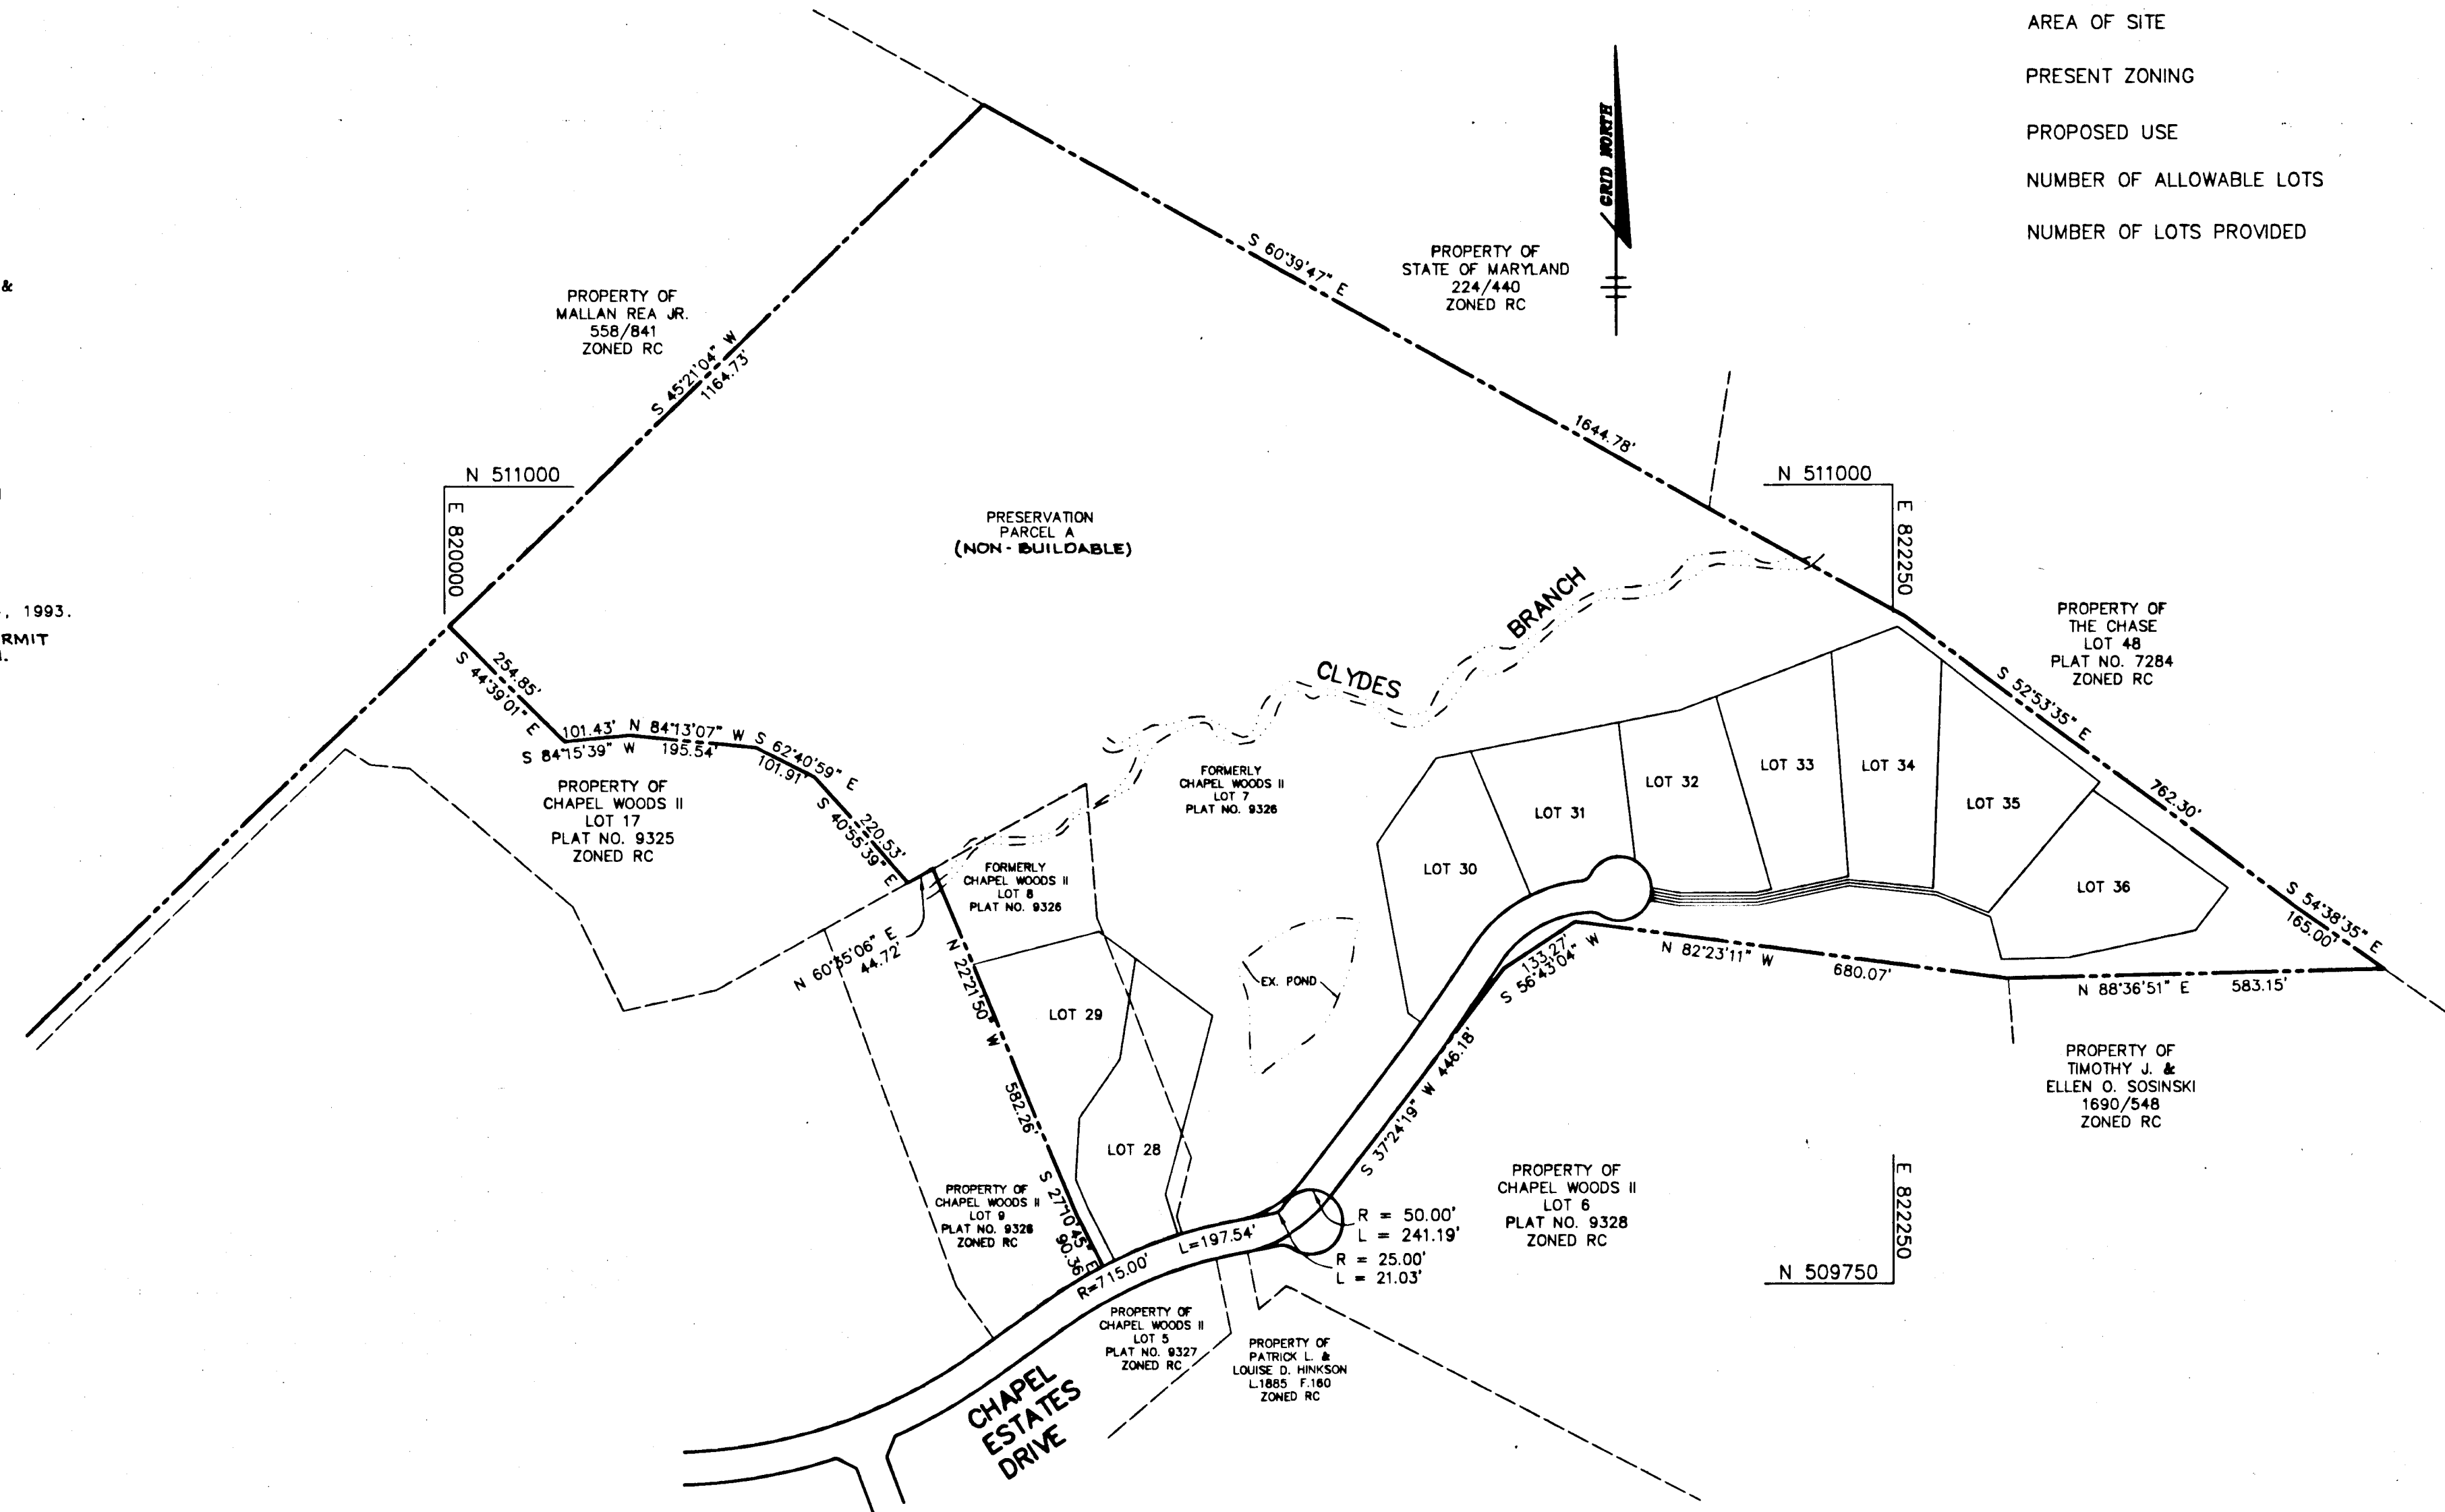 AREA OF SITE
PRESENT ZONING
PROPOSED USE
NUMBER OF ALLOWABLE LOTS
NUMBER OF LOTS PROVIDED
GRID NORTH
&
, 1993.
RMIT
PROPERTY OF
MALLAN REA JR.
558/841
ZONED RC
S 45°21'04" W
1164.73'
S 60°39'47" E
1644.78'
PROPERTY OF
STATE OF MARYLAND
224/440
ZONED RC
N 511000
E 820000
N 511000
E 822250
PRESERVATION
PARCEL A
(NON-BUILDABLE)
CLYDES
BRANCH
PROPERTY OF
THE CHASE
LOT 48
PLAT NO. 7284
ZONED RC
S 52°53'35" E
762.30'
S 54°38'35" E
165.00'
254.85'
S 44°39'01" E
101.43'
S 84°15'39" W
N 84°13'07" W
195.54'
S 62°40'59" E
101.91'
220.53'
S 40°55'39" E
PROPERTY OF
CHAPEL WOODS II
LOT 17
PLAT NO. 9325
ZONED RC
FORMERLY
CHAPEL WOODS II
LOT 7
PLAT NO. 9326
FORMERLY
CHAPEL WOODS II
LOT 8
PLAT NO. 9326
N 60°35'06" E
44.72'
N 22°21'50" W
582.26'
S 27°10'45" E
90.36'
LOT 28
LOT 29
LOT 30
LOT 31
LOT 32
LOT 33
LOT 34
LOT 35
LOT 36
EX. POND
133.27'
S 56°43'04" W
N 82°23'11" W
680.07'
N 88°36'51" E
583.15'
S 37°24'19" W 446.18'
PROPERTY OF
TIMOTHY J. &
ELLEN O. SOSINSKI
1690/548
ZONED RC
PROPERTY OF
CHAPEL WOODS II
LOT 9
PLAT NO. 9326
ZONED RC
R=715.00'
L=197.54'
R = 50.00'
L = 241.19'
R = 25.00'
L = 21.03'
PROPERTY OF
CHAPEL WOODS II
LOT 6
PLAT NO. 9328
ZONED RC
E 822250
N 509750
PROPERTY OF
CHAPEL WOODS II
LOT 5
PLAT NO. 9327
ZONED RC
PROPERTY OF
PATRICK L. &
LOUISE D. HINKSON
L.1885 F.160
ZONED RC
CHAPEL
ESTATES
DRIVE